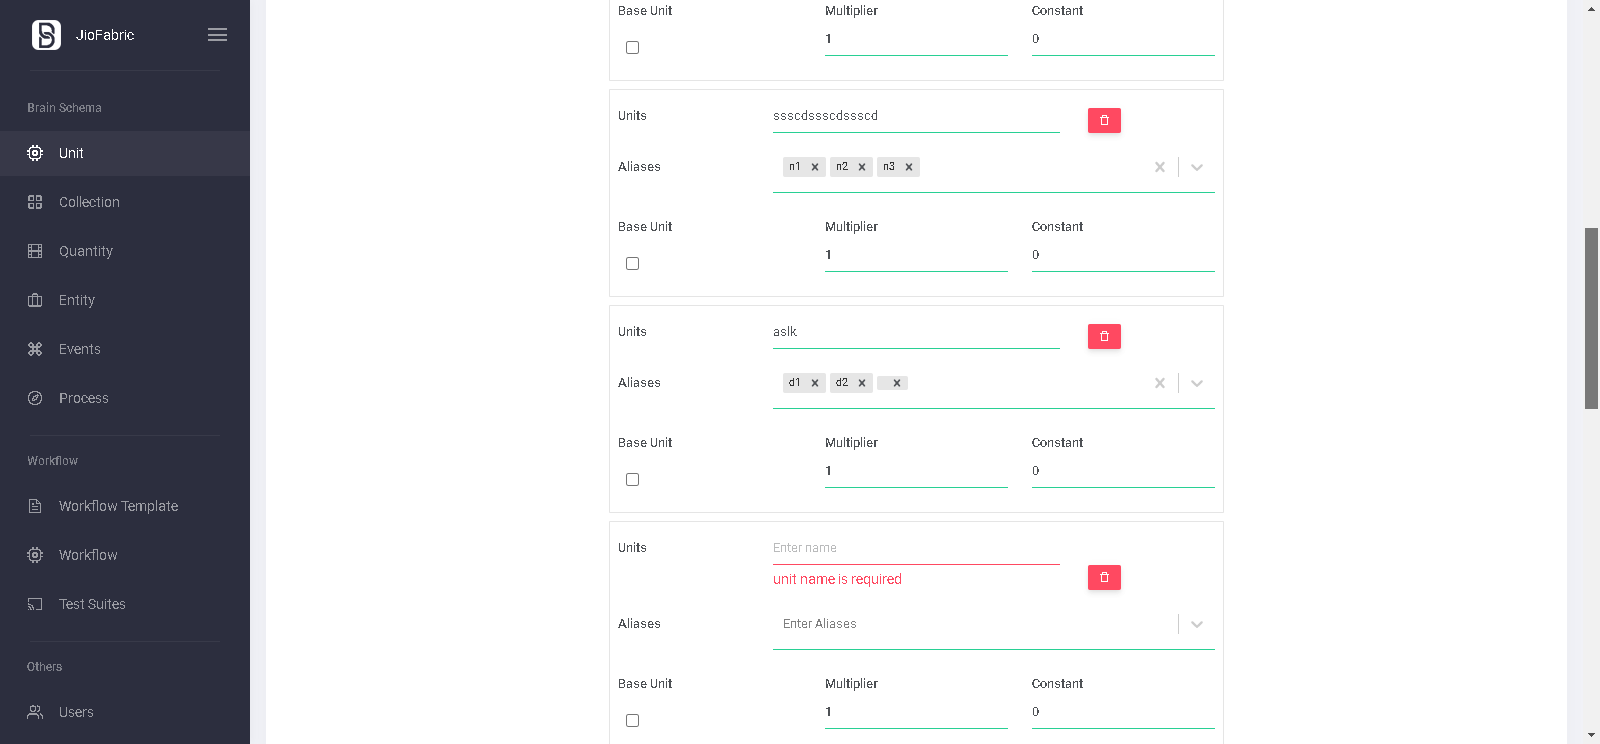 JioFabric
Brain Schema
Unit
Collection
Quantity
Entity
Events
Process
Workflow
Workflow Template
Workflow
Test Suites
Others
Users
Base Unit Multiplier Constant
1 0
Units ssscdssscdssscd
Aliases n1 n2 n3
Base Unit Multiplier Constant
1 0
Units aslk
Aliases d1 d2
Base Unit Multiplier Constant
1 0
Units Enter name
unit name is required
Aliases Enter Aliases
Base Unit Multiplier Constant
1 0